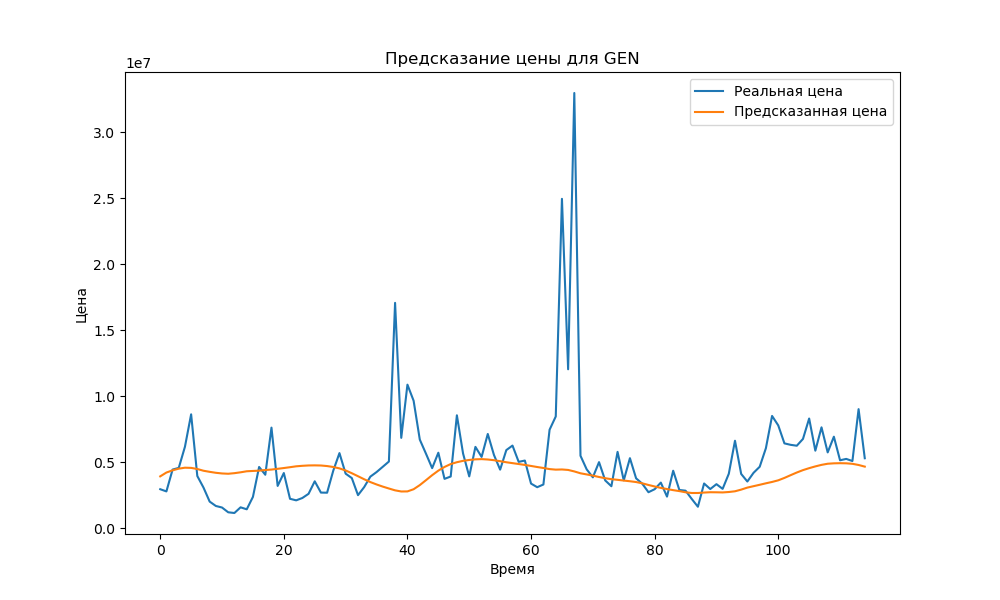 Предсказание цены для GEN
1e7
Реальная цена
Предсказанная цена
3.0
2.5
2.0
1.5
1.0
0.5
0.0
Цена
0 20 40 60 80 100
Время